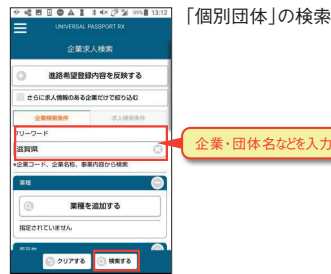 99% 13:12
UNIVERSAL PASSPORT RX
企業求人検索
進路希望登録内容を反映する
さらに求人情報のある企業だけで絞り込む
企業検索条件
求人検索条件
フリーワード
滋賀県
*企業コード、企業名称、事業内容から検索
業種
業種を追加する
指定されていません
クリアする
検索する
「個別団体」の検索
企業・団体名などを入力